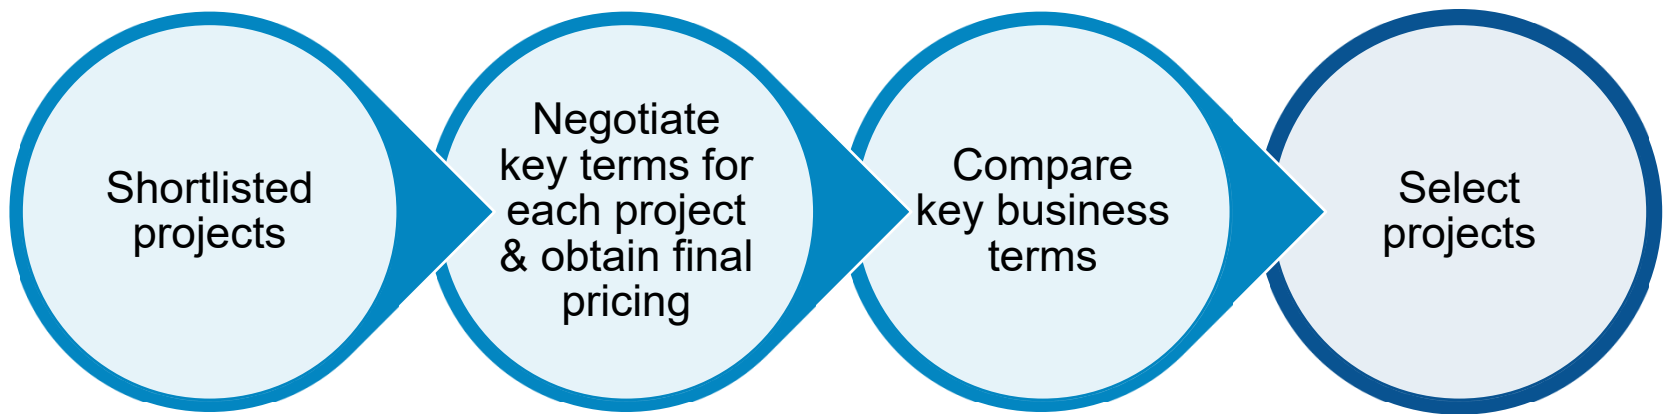 Shortlisted
projects
Negotiate
key terms for
each project
& obtain final
pricing
Compare
key business
terms
Select
projects